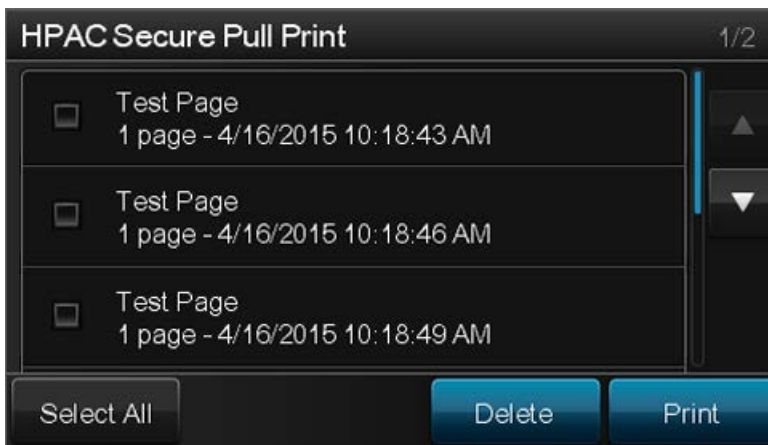 HPAC Secure Pull Print 1/2
Test Page
1 page - 4/16/2015 10:18:43 AM
Test Page
1 page - 4/16/2015 10:18:46 AM
Test Page
1 page - 4/16/2015 10:18:49 AM
Select All Delete Print